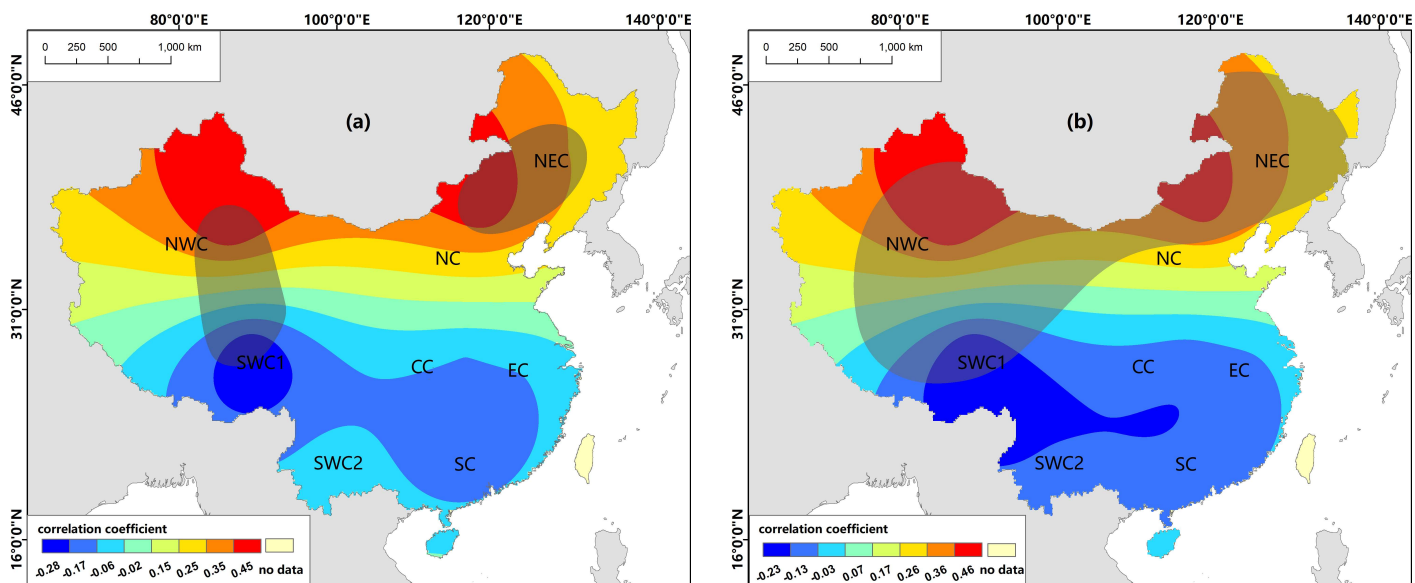 80°0'0"E 100°0'0"E 120°0'0"E 140°0'0"E
0 250 500 1,000 km
46°0'0"N
31°0'0"N
16°0'0"N
(a)
NEC
NWC
NC
SWC1
CC
EC
SWC2
SC
correlation coefficient
-0.28 -0.17 -0.06 -0.02 0.15 0.25 0.35 0.45 no data
80°0'0"E 100°0'0"E 120°0'0"E 140°0'0"E
0 250 500 1,000 km
46°0'0"N
31°0'0"N
16°0'0"N
(b)
NEC
NWC
NC
SWC1
CC
EC
SWC2
SC
correlation coefficient
-0.23 -0.13 -0.03 0.07 0.17 0.26 0.36 0.46 no data